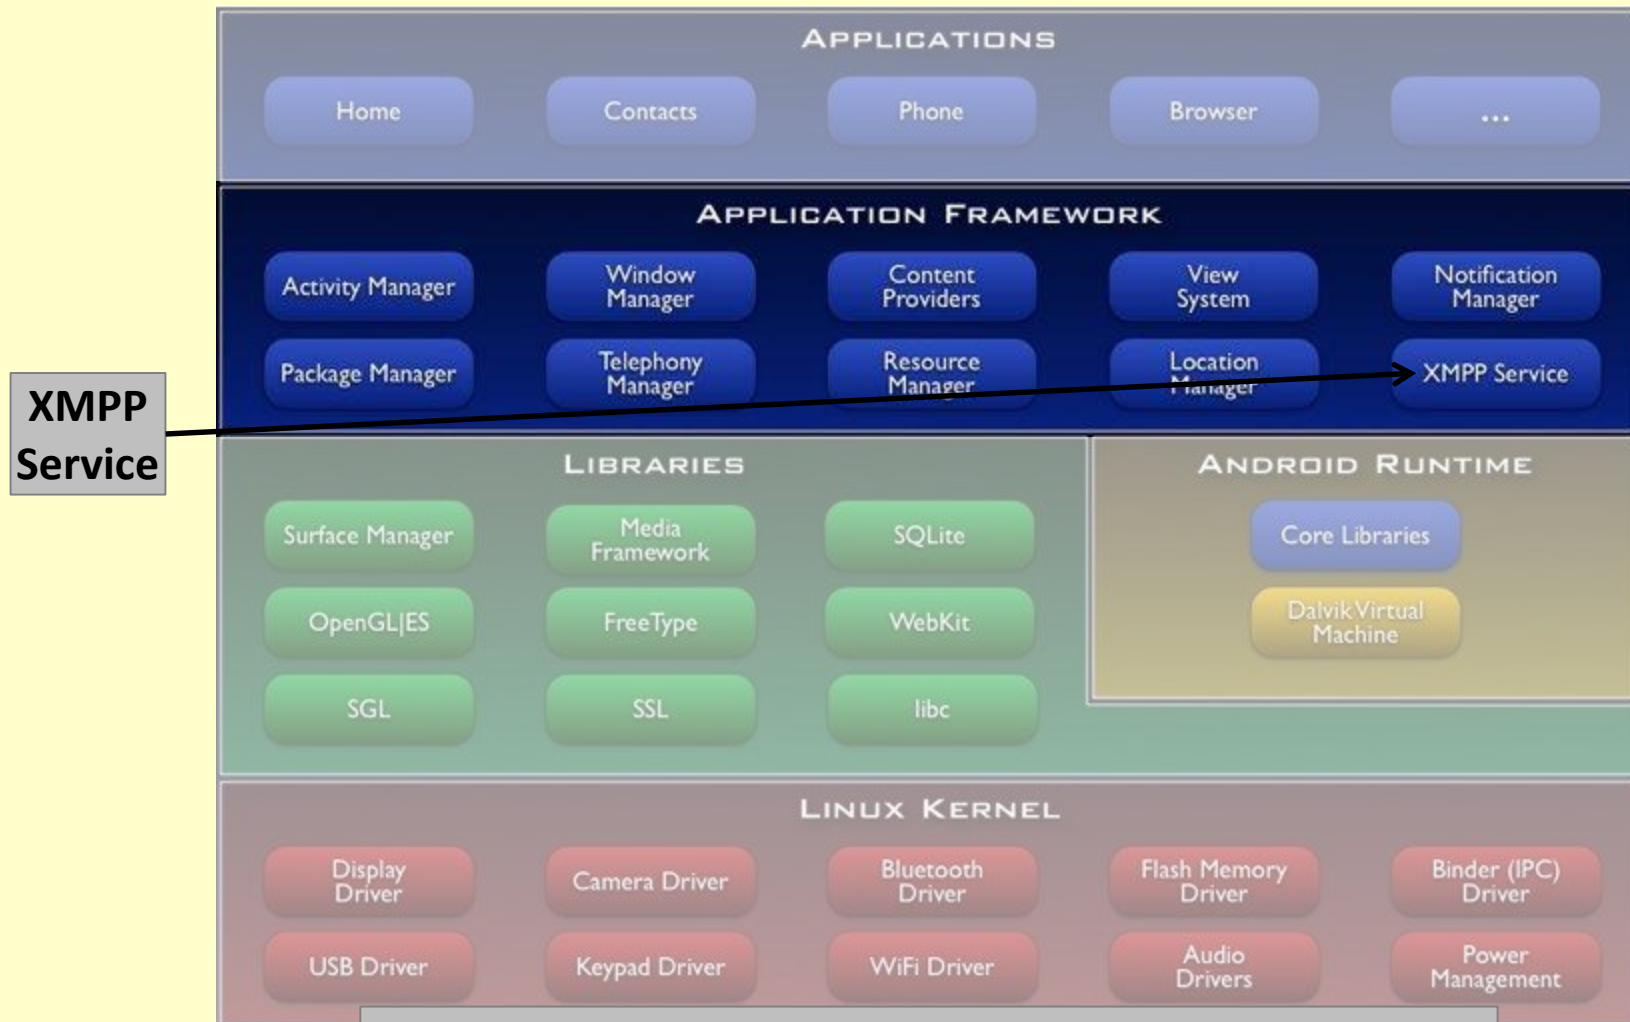 APPLICATIONS
Home
Contacts
Phone
Browser
...
APPLICATION FRAMEWORK
Activity Manager
Window
Manager
Content
Providers
View
System
Notification
Manager
Package Manager
Telephony
Manager
Resource
Manager
Location
Manager
XMPP Service
XMPP
Service
LIBRARIES
Surface Manager
Media
Framework
SQLite
OpenGL|ES
FreeType
WebKit
SGL
SSL
libc
ANDROID RUNTIME
Core Libraries
Dalvik Virtual
Machine
LINUX KERNEL
Display
Driver
Camera Driver
Bluetooth
Driver
Flash Memory
Driver
Binder (IPC)
Driver
USB Driver
Keypad Driver
WiFi Driver
Audio
Drivers
Power
Management